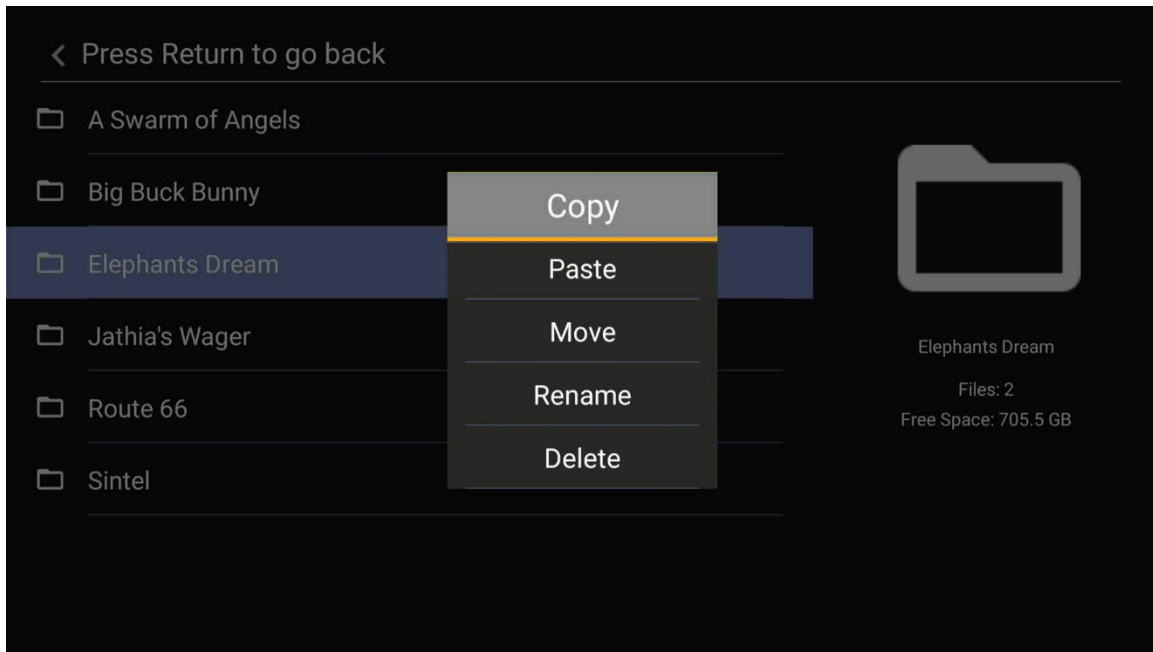 Press Return to go back
A Swarm of Angels
Big Buck Bunny
Elephants Dream
Jathia's Wager
Route 66
Sintel
Copy
Paste
Move
Rename
Delete
Elephants Dream
Files: 2
Free Space: 705.5 GB